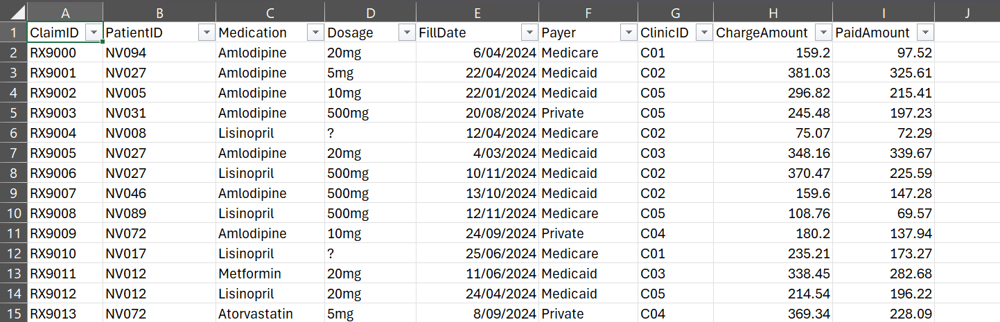 A B C D E F G H I J
1 ClaimID PatientID Medication Dosage FillDate Payer ClinicID ChargeAmount PaidAmount
2 RX9000 NV094 Amlodipine 20mg 6/04/2024 Medicare C01 159.2 97.52
3 RX9001 NV027 Amlodipine 5mg 22/04/2024 Medicaid C02 381.03 325.61
4 RX9002 NV005 Amlodipine 10mg 22/01/2024 Medicaid C05 296.82 215.41
5 RX9003 NV031 Amlodipine 500mg 20/08/2024 Private C05 245.48 197.23
6 RX9004 NV008 Lisinopril ? 12/04/2024 Medicare C02 75.07 72.29
7 RX9005 NV027 Amlodipine 20mg 4/03/2024 Medicaid C03 348.16 339.67
8 RX9006 NV027 Lisinopril 500mg 10/11/2024 Medicaid C02 370.47 225.59
9 RX9007 NV046 Amlodipine 500mg 13/10/2024 Medicaid C02 159.6 147.28
10 RX9008 NV089 Lisinopril 500mg 12/11/2024 Medicare C05 108.76 69.57
11 RX9009 NV072 Amlodipine 10mg 24/09/2024 Private C04 180.2 137.94
12 RX9010 NV017 Lisinopril ? 25/06/2024 Medicare C01 235.21 173.27
13 RX9011 NV012 Metformin 20mg 11/06/2024 Medicaid C03 338.45 282.68
14 RX9012 NV012 Lisinopril 20mg 24/04/2024 Medicaid C05 214.54 196.22
15 RX9013 NV072 Atorvastatin 5mg 8/09/2024 Private C04 369.34 228.09